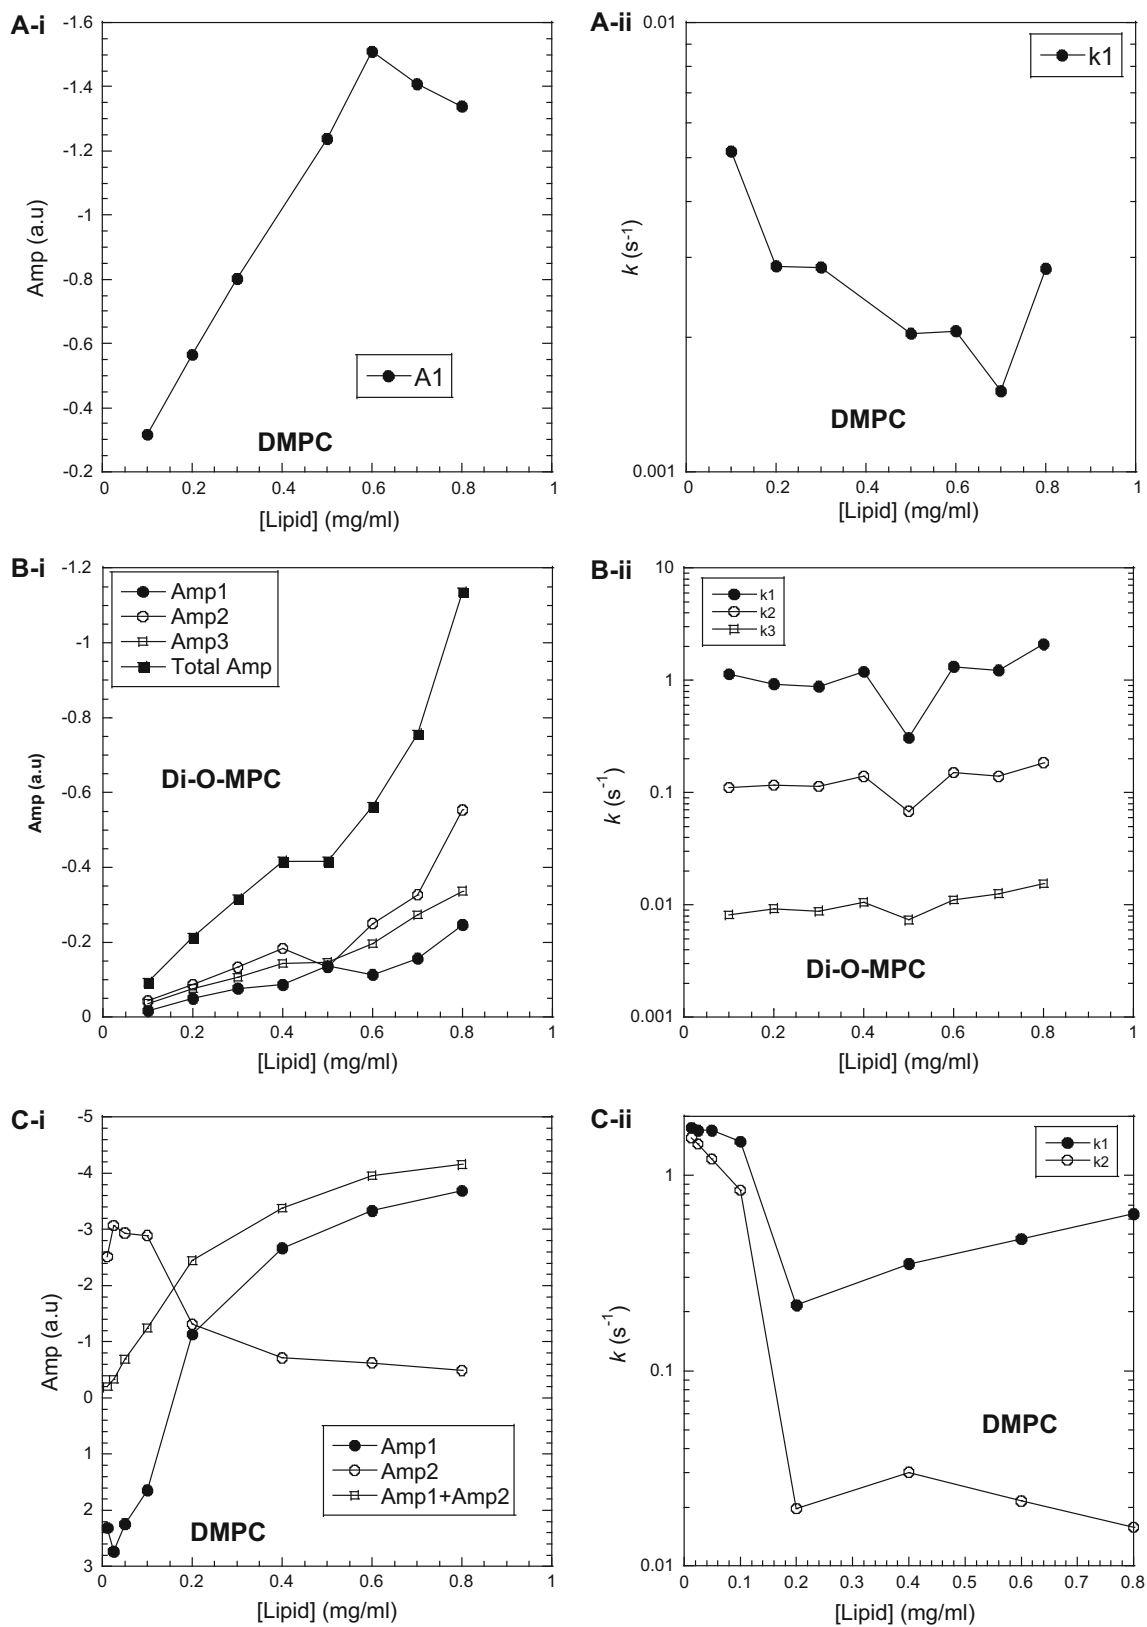 A-i
-1.6
-1.4
-1.2
-1
-0.8
-0.6
-0.4
-0.2
Amp (a.u)
A1
DMPC
0 0.2 0.4 0.6 0.8 1
[Lipid] (mg/ml)
A-ii
0.01
0.001
k (s-1)
k1
DMPC
0 0.2 0.4 0.6 0.8 1
[Lipid] (mg/ml)
B-i
-1.2
-1
-0.8
-0.6
-0.4
-0.2
0
Amp (a.u)
Amp1
Amp2
Amp3
Total Amp
Di-O-MPC
0 0.2 0.4 0.6 0.8 1
[Lipid] (mg/ml)
B-ii
10
1
0.1
0.01
0.001
k (s-1)
k1
k2
k3
Di-O-MPC
0 0.2 0.4 0.6 0.8 1
[Lipid] (mg/ml)
C-i
-5
-4
-3
-2
-1
0
1
2
3
Amp (a.u)
Amp1
Amp2
Amp1+Amp2
DMPC
0 0.2 0.4 0.6 0.8 1
[Lipid] (mg/ml)
C-ii
1
0.1
0.01
k (s-1)
k1
k2
DMPC
0 0.1 0.2 0.3 0.4 0.5 0.6 0.7 0.8
[Lipid] (mg/ml)